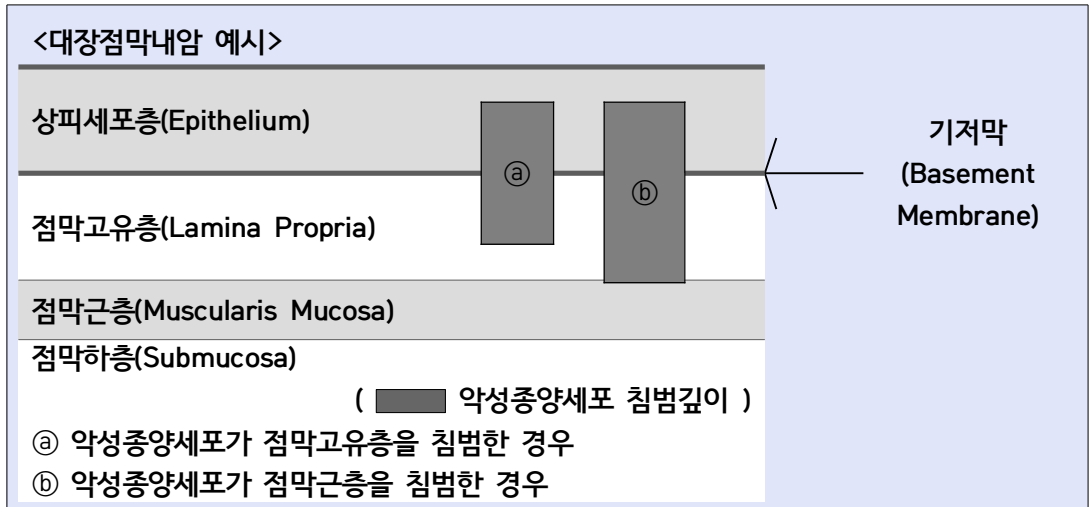 <대장점막내암 예시>
상피세포층(Epithelium)
ⓐ
ⓑ
기저막
(Basement
Membrane)
점막고유층(Lamina Propria)
점막근층(Muscularis Mucosa)
점막하층(Submucosa)
( 악성종양세포 침범깊이 )
ⓐ 악성종양세포가 점막고유층을 침범한 경우
ⓑ 악성종양세포가 점막근층을 침범한 경우